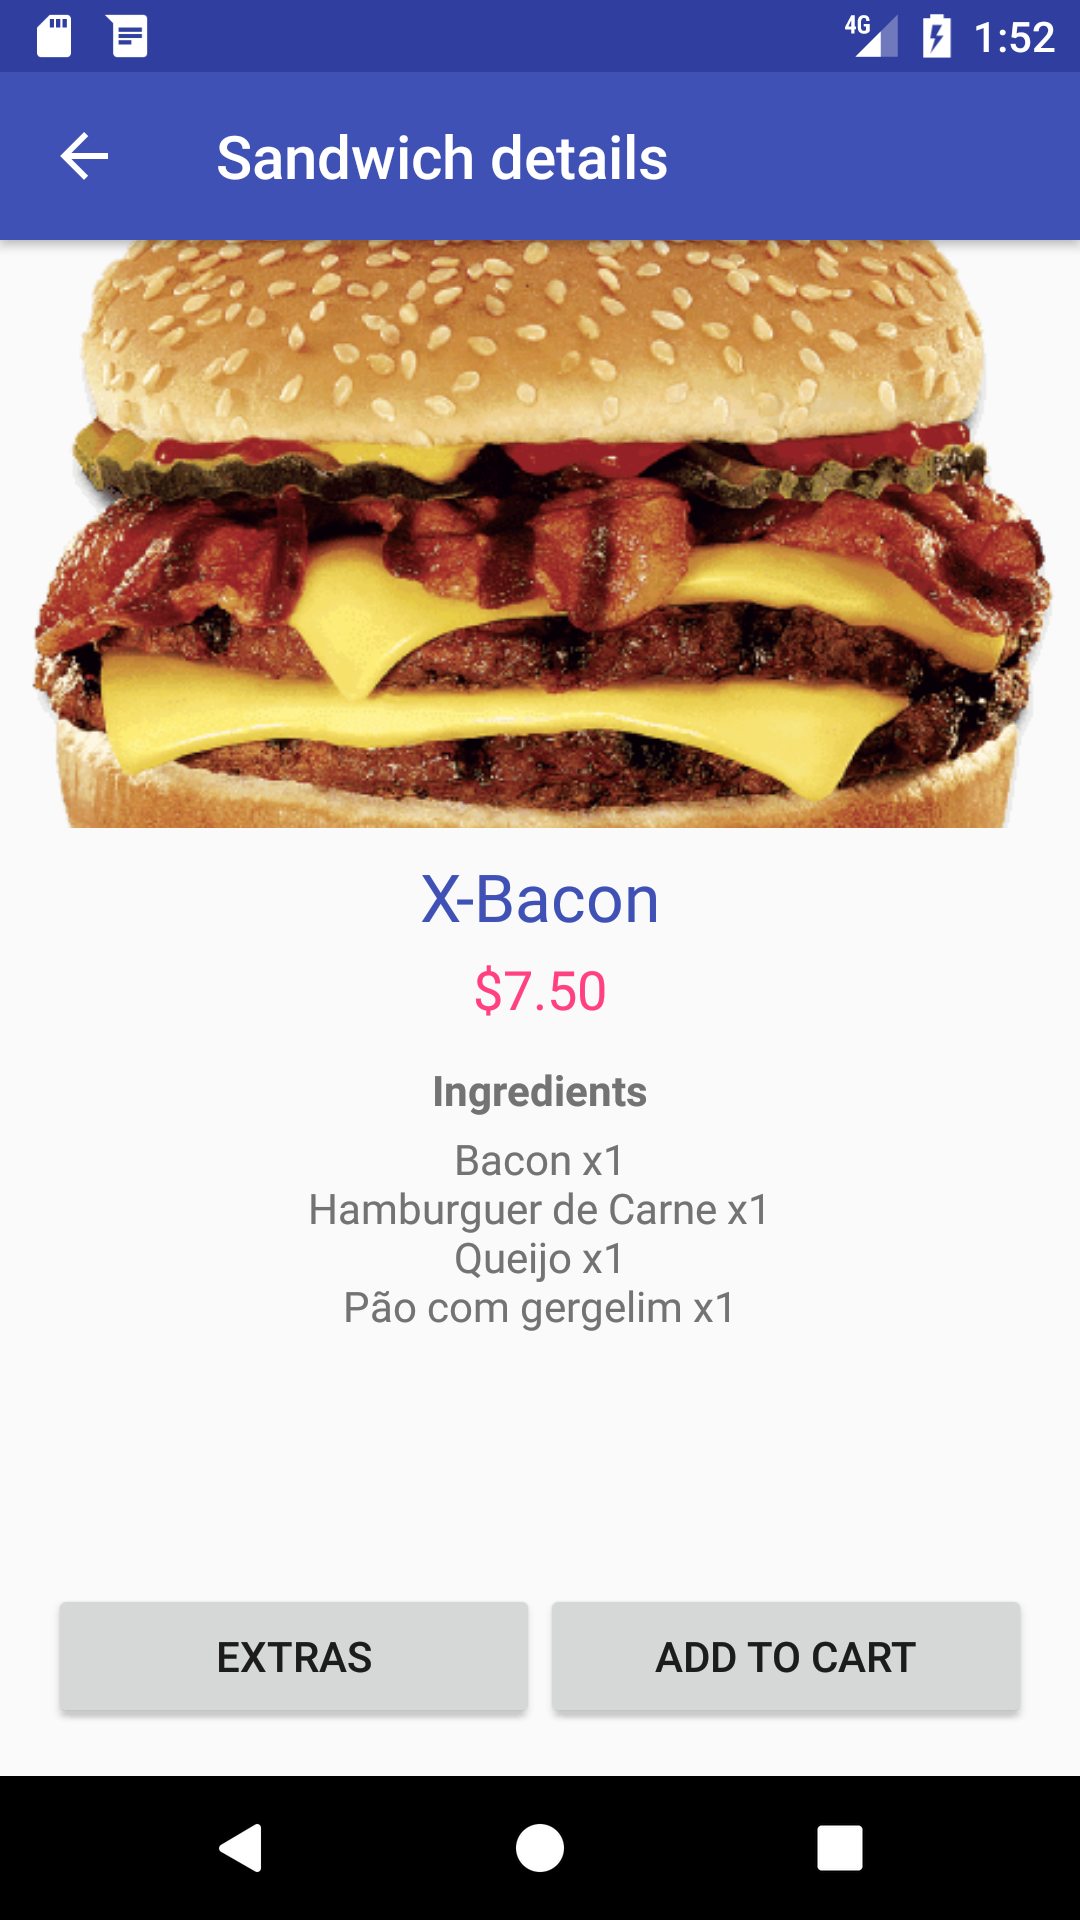 4G 1:52
Sandwich details
X-Bacon
$7.50
Ingredients
Bacon x1
Hamburguer de Carne x1
Queijo x1
Pão com gergelim x1
EXTRAS ADD TO CART